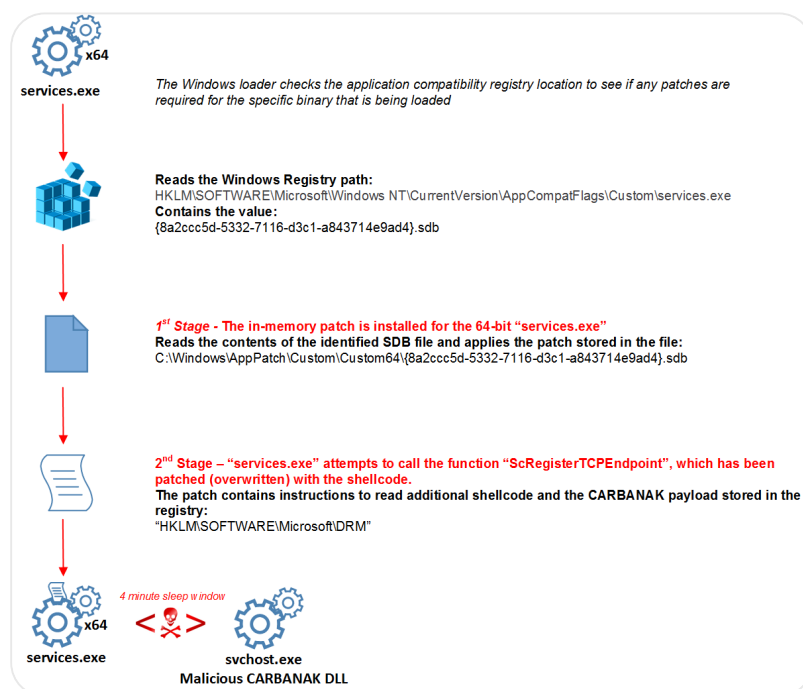 x64
services.exe
The Windows loader checks the application compatibility registry location to see if any patches are
required for the specific binary that is being loaded
Reads the Windows Registry path:
HKLM\SOFTWARE\Microsoft\Windows NT\CurrentVersion\AppCompatFlags\Custom\services.exe
Contains the value:
{8a2ccc5d-5332-7116-d3c1-a843714e9ad4}.sdb
1st Stage - The in-memory patch is installed for the 64-bit “services.exe”
Reads the contents of the identified SDB file and applies the patch stored in the file:
C:\Windows\AppPatch\Custom\Custom64\{8a2ccc5d-5332-7116-d3c1-a843714e9ad4}.sdb
2nd Stage – “services.exe” attempts to call the function “ScRegisterTCPEndpoint”, which has been
patched (overwritten) with the shellcode.
The patch contains instructions to read additional shellcode and the CARBANAK payload stored in the
registry:
“HKLM\SOFTWARE\Microsoft\DRM”
4 minute sleep window
x64
services.exe
svchost.exe
Malicious CARBANAK DLL